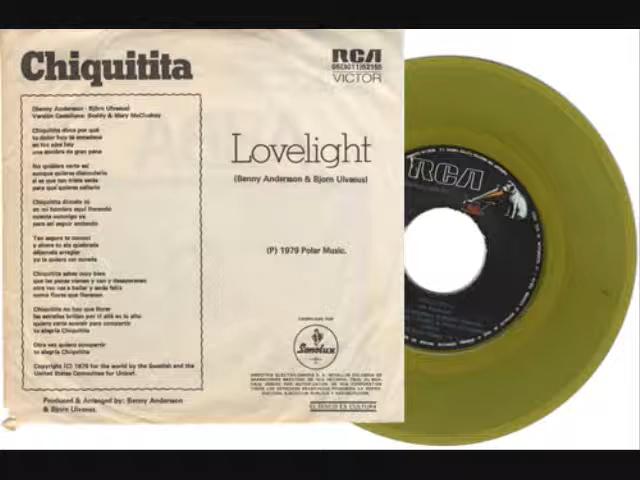 Chiquitita
(Benny Andersson - Björn Ulvaeus)
Versión Castellana: Buddy & Mary McCluskey
Chiquitita dime por qué
tu dolor hoy te encadena
en tus ojos hay
una sombra de gran pena
No quisiera verte así
aunque quieras disimularlo
si es que tan triste estás
para qué quieres callarlo
Chiquitita dímelo tú
en mi hombro aquí llorando
cuenta conmigo ya
para así seguir andando
Tan segura te conocí
y ahora tu ala quebrada
déjamela arreglar
yo la quiero ver curada
Chiquitita sabes muy bien
que las penas vienen y van y desaparecen
otra vez vas a bailar y serás feliz
como flores que florecen
Chiquitita no hay que llorar
las estrellas brillan por ti allá en lo alto
quiero verte sonreír para compartir
tu alegría Chiquitita
Otra vez quiero compartir
tu alegría Chiquitita
Copyright (C) 1979 for the world by the Swedish and the
United States Committees for Unicef.
Produced & Arranged by: Benny Andersson
& Bjorn Ulvaeus.
RCA
VICTOR
Lovelight
(Benny Andersson & Bjorn Ulvaeus)
(P) 1979 Polar Music.
Sonolux
EL DISCO ES CULTURA
RCA